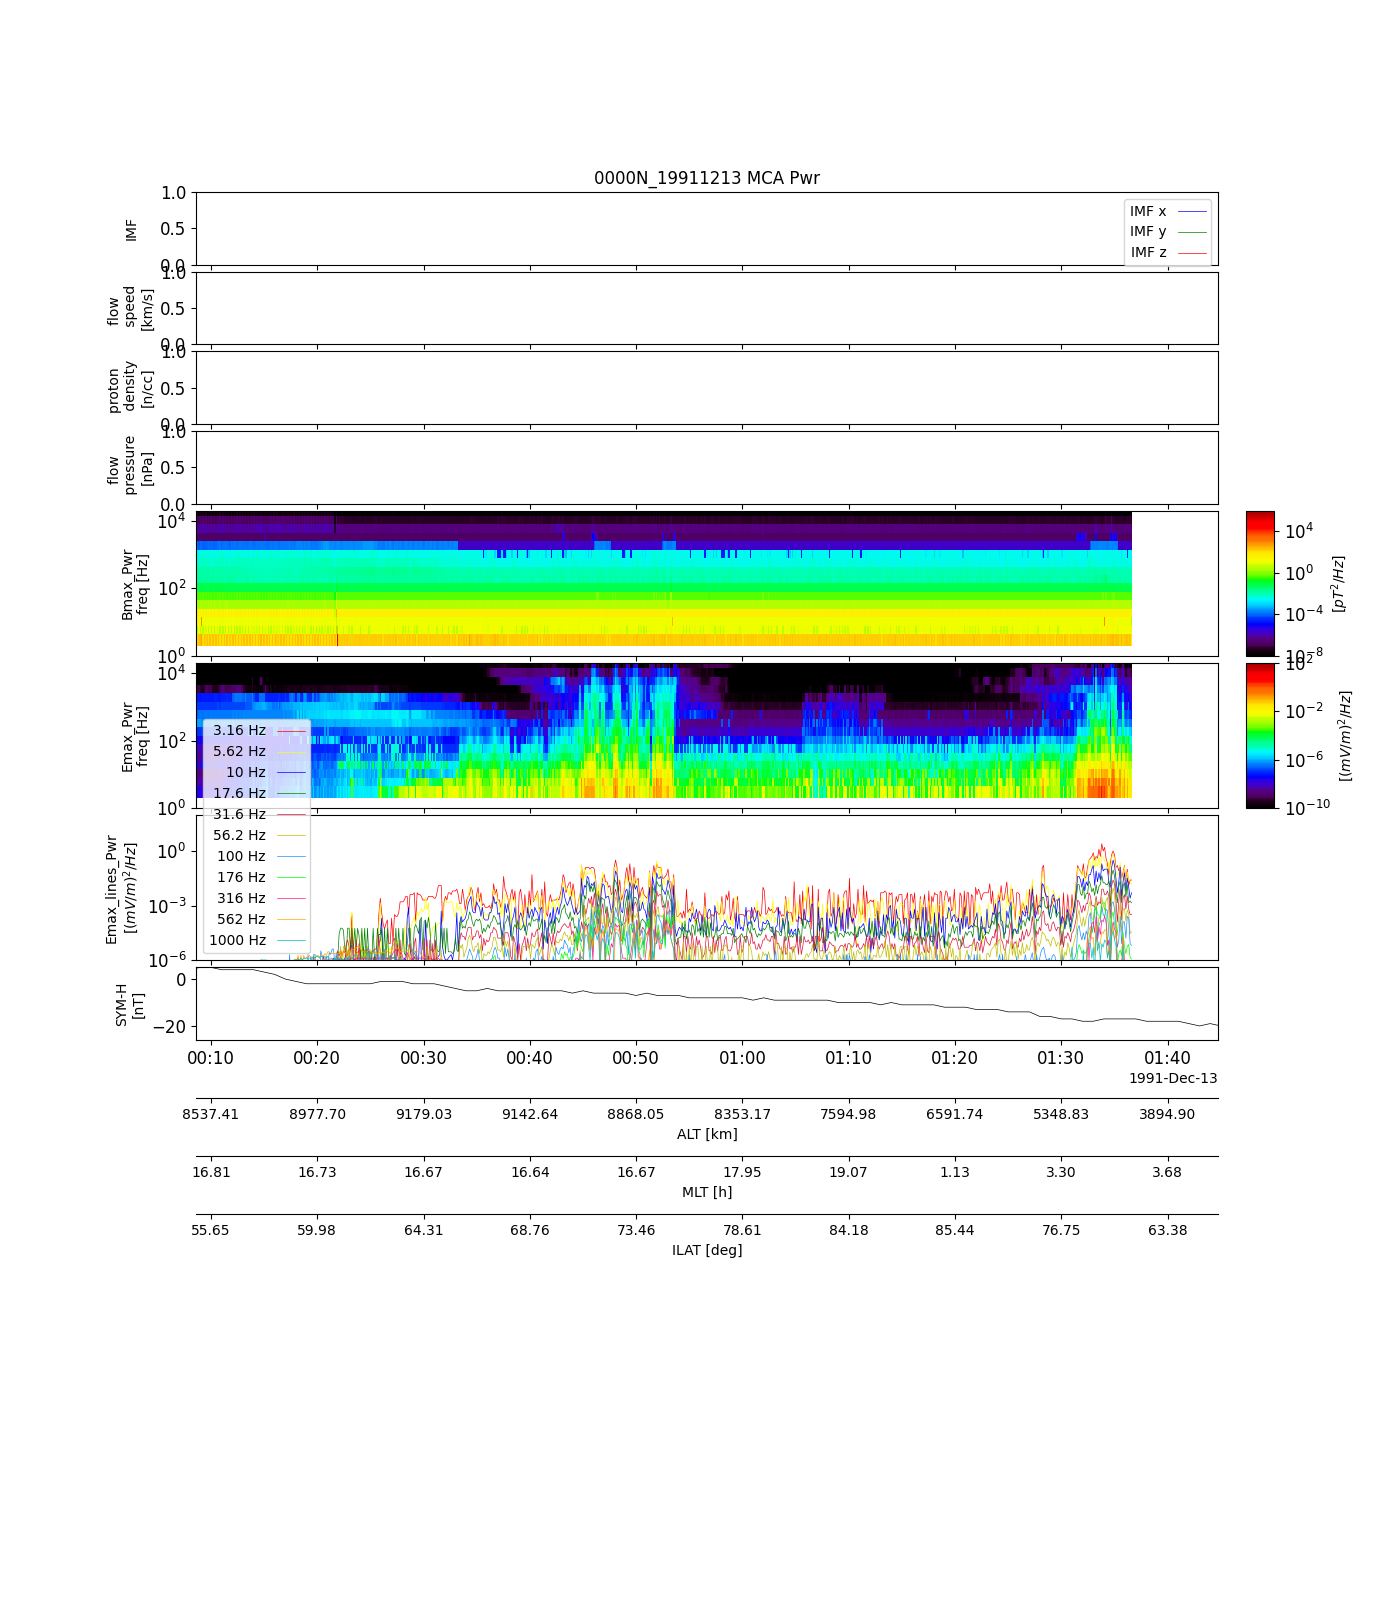 0000N_19911213 MCA Pwr
1.0
0.5
0.0
IMF
IMF x
IMF y
IMF z
1.0
0.5
0.0
flow
speed
[km/s]
1.0
0.5
0.0
proton
density
[n/cc]
1.0
0.5
0.0
flow
pressure
[nPa]
10^4
10^2
10^0
Bmax_Pwr
freq [Hz]
10^4
10^0
10^-4
10^-8
[pT^2/Hz]
10^4
10^2
10^0
Emax_Pwr
freq [Hz]
10^2
10^-2
10^-6
10^-10
[(mV/m)^2/Hz]
3.16 Hz
5.62 Hz
10 Hz
17.6 Hz
31.6 Hz
56.2 Hz
100 Hz
176 Hz
316 Hz
562 Hz
1000 Hz
10^0
10^-3
10^-6
Emax_lines_Pwr
[(mV/m)^2/Hz]
0
−20
SYM-H
[nT]
00:10 00:20 00:30 00:40 00:50 01:00 01:10 01:20 01:30 01:40
1991-Dec-13
8537.41 8977.70 9179.03 9142.64 8868.05 8353.17 7594.98 6591.74 5348.83 3894.90
ALT [km]
16.81 16.73 16.67 16.64 16.67 17.95 19.07 1.13 3.30 3.68
MLT [h]
55.65 59.98 64.31 68.76 73.46 78.61 84.18 85.44 76.75 63.38
ILAT [deg]